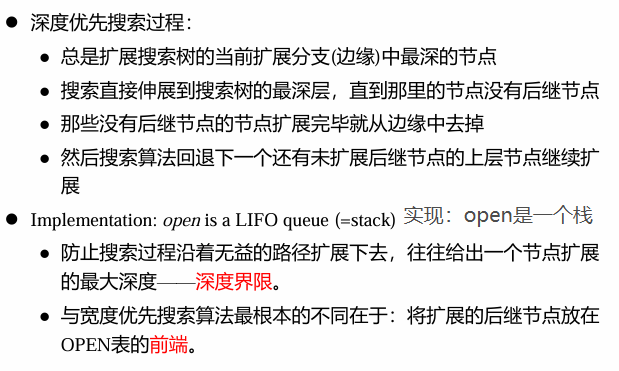 ● 深度优先搜索过程：
● 总是扩展搜索树的当前扩展分支(边缘)中最深的节点
● 搜索直接伸展到搜索树的最深层，直到那里的节点没有后继节点
● 那些没有后继节点的节点扩展完毕就从边缘中去掉
● 然后搜索算法回退下一个还有未扩展后继节点的上层节点继续扩
展
● Implementation: open is a LIFO queue (=stack) 实现：open是一个栈
● 防止搜索过程沿着无益的路径扩展下去，往往给出一个节点扩展
的最大深度——深度界限。
● 与宽度优先搜索算法最根本的不同在于：将扩展的后继节点放在
OPEN表的前端。